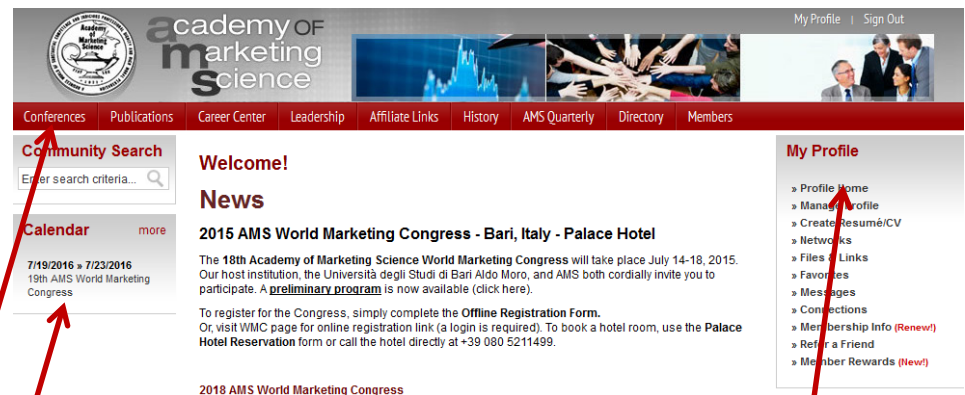 My Profile | Sign Out
academy OF
marketing
science
Academy
of
Marketing
Science
Conferences Publications Career Center Leadership Affiliate Links History AMS Quarterly Directory Members
Community Search
Enter search criteria...
Calendar more
7/19/2016 » 7/23/2016
19th AMS World Marketing
Congress
Welcome!
News
2015 AMS World Marketing Congress - Bari, Italy - Palace Hotel
The 18th Academy of Marketing Science World Marketing Congress will take place July 14-18, 2015.
Our host institution, the Università degli Studi di Bari Aldo Moro, and AMS both cordially invite you to
participate. A preliminary program is now available (click here).
To register for the Congress, simply complete the Offline Registration Form.
Or, visit WMC page for online registration link (a login is required). To book a hotel room, use the Palace
Hotel Reservation form or call the hotel directly at +39 080 5211499.
2018 AMS World Marketing Congress
My Profile
» Profile Home
» Manage Profile
» Create Resumé/CV
» Networks
» Files & Links
» Favorites
» Messages
» Connections
» Membership Info (Renew!)
» Refer a Friend
» Member Rewards (New!)